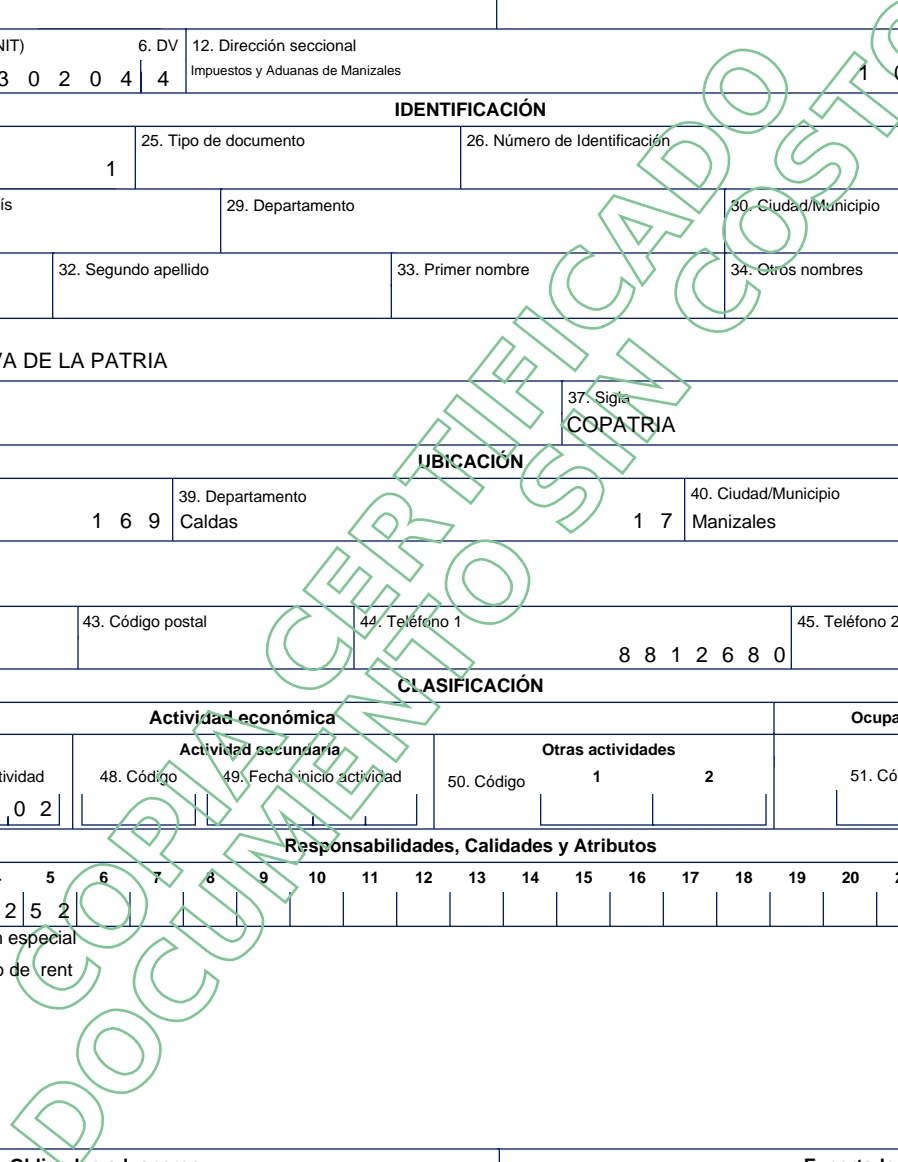 NIT) 6. DV 12. Dirección seccional
3 0 2 0 4 4 Impuestos y Aduanas de Manizales 1 0
IDENTIFICACIÓN
25. Tipo de documento 26. Número de Identificación
1
ís 29. Departamento 30. Ciudad/Municipio
32. Segundo apellido 33. Primer nombre 34. Otros nombres
VA DE LA PATRIA
37. Sigla
COPATRIA
UBICACIÓN
39. Departamento 40. Ciudad/Municipio
1 6 9 Caldas 1 7 Manizales
43. Código postal 44. Teléfono 1 45. Teléfono 2
8 8 1 2 6 8 0
CLASIFICACIÓN
Actividad económica Ocupa
Actividad secundaria Otras actividades
tividad 48. Código 49. Fecha inicio actividad 50. Código 1 2 51. Có
0 2
Responsabilidades, Calidades y Atributos
5 6 7 8 9 10 11 12 13 14 15 16 17 18 19 20
2 5 2
n especial
o de rent
COPIA CERTIFICADO
DOCUMENTO SIN COSTO